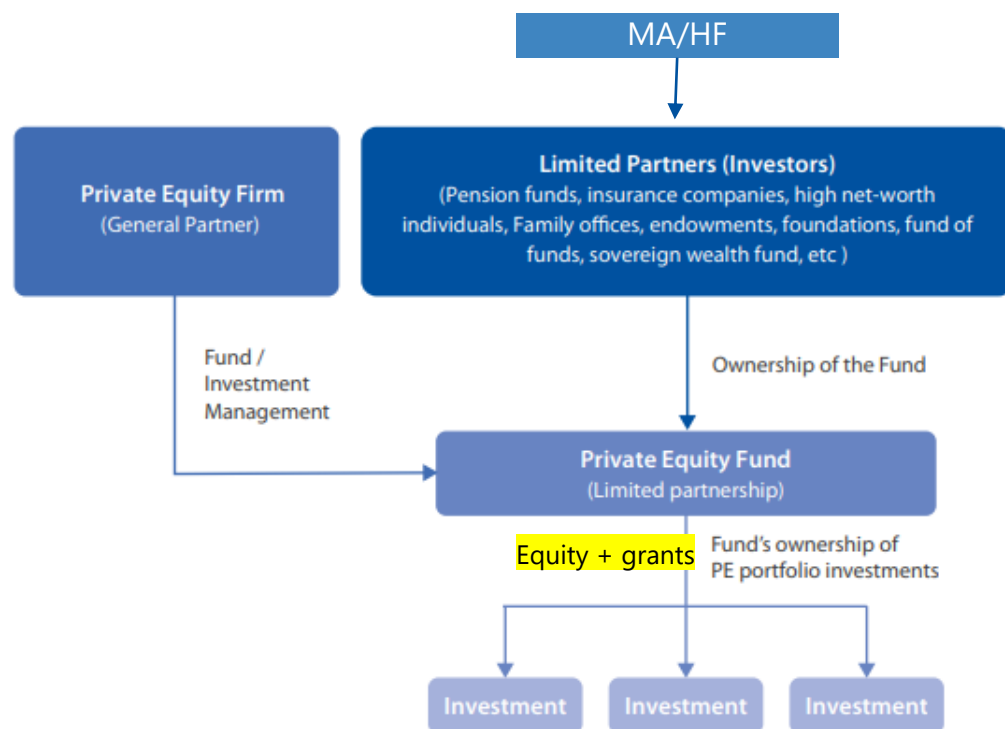 MA/HF
Private Equity Firm
(General Partner)
Limited Partners (Investors)
(Pension funds, insurance companies, high net-worth
individuals, Family offices, endowments, foundations, fund of
funds, sovereign wealth fund, etc )
Fund /
Investment
Management
Ownership of the Fund
Private Equity Fund
(Limited partnership)
Equity + grants
Fund's ownership of
PE portfolio investments
Investment
Investment
Investment